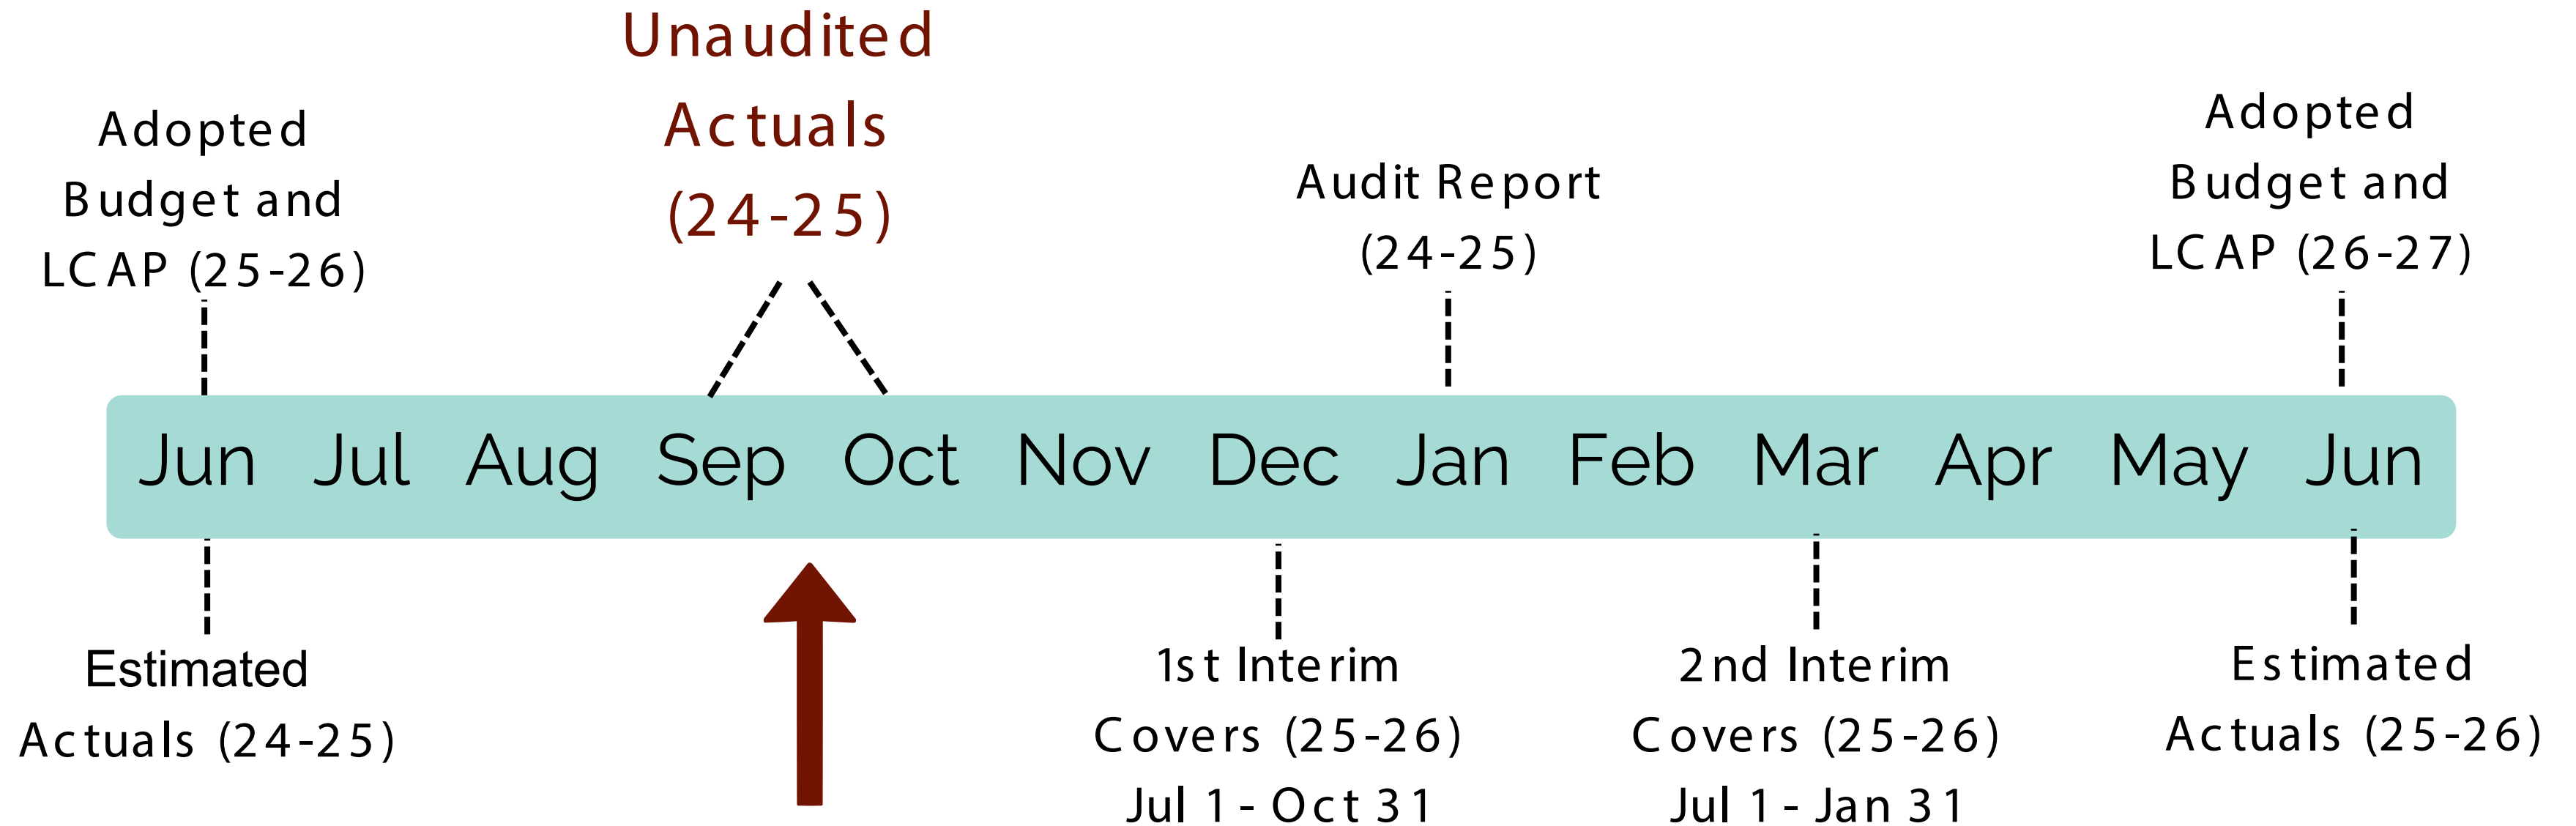 Unaudited
Actuals
(24-25)
Adopted
Budget and
LCAP (25-26)
Audit Report
(24-25)
Adopted
Budget and
LCAP (26-27)
Jun Jul Aug Sep Oct Nov Dec Jan Feb Mar Apr May Jun
Estimated
Actuals (24-25)
1st Interim
Covers (25-26)
Jul 1 - Oct 31
2nd Interim
Covers (25-26)
Jul 1 - Jan 31
Estimated
Actuals (25-26)